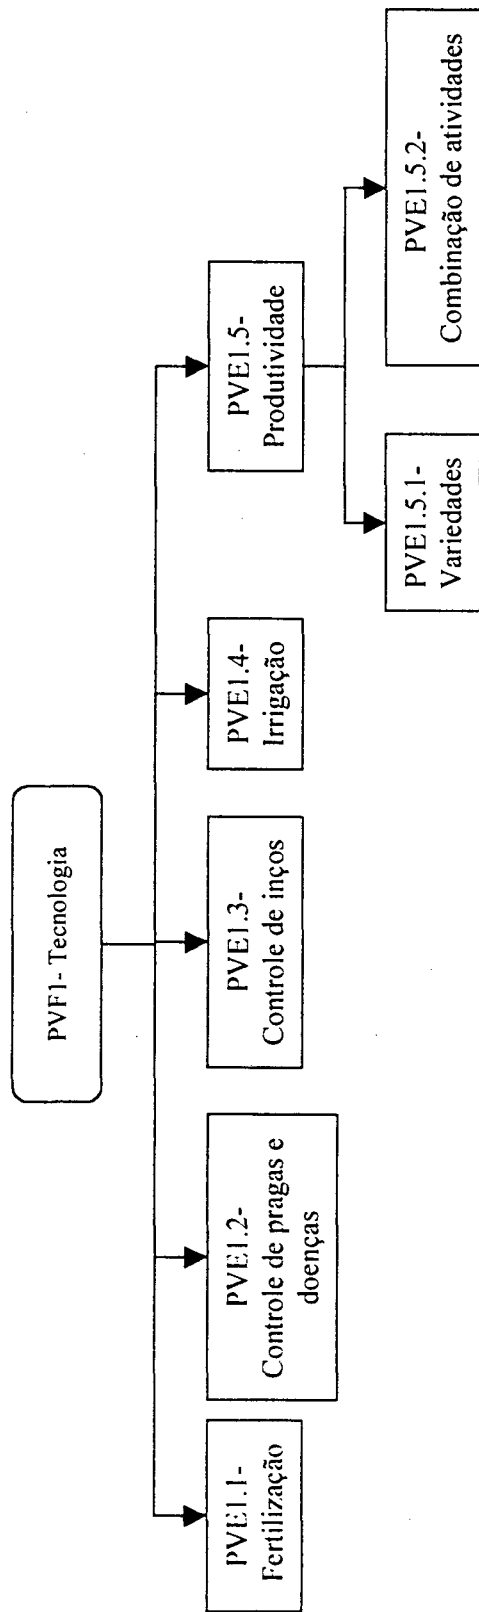 PVF1- Tecnologia
PVE1.1-
Fertilização
PVE1.2-
Controle de pragas e
doenças
PVE1.3-
Controle de inços
PVE1.4-
Irrigação
PVE1.5-
Produtividade
PVE1.5.1-
Variedades
PVE1.5.2-
Combinação de atividades